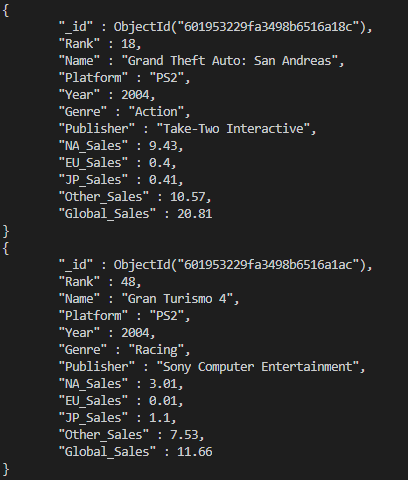 {
"_id" : ObjectId("601953229fa3498b6516a18c"),
"Rank" : 18,
"Name" : "Grand Theft Auto: San Andreas",
"Platform" : "PS2",
"Year" : 2004,
"Genre" : "Action",
"Publisher" : "Take-Two Interactive",
"NA_Sales" : 9.43,
"EU_Sales" : 0.4,
"JP_Sales" : 0.41,
"Other_Sales" : 10.57,
"Global_Sales" : 20.81
}
{
"_id" : ObjectId("601953229fa3498b6516a1ac"),
"Rank" : 48,
"Name" : "Gran Turismo 4",
"Platform" : "PS2",
"Year" : 2004,
"Genre" : "Racing",
"Publisher" : "Sony Computer Entertainment",
"NA_Sales" : 3.01,
"EU_Sales" : 0.01,
"JP_Sales" : 1.1,
"Other_Sales" : 7.53,
"Global_Sales" : 11.66
}